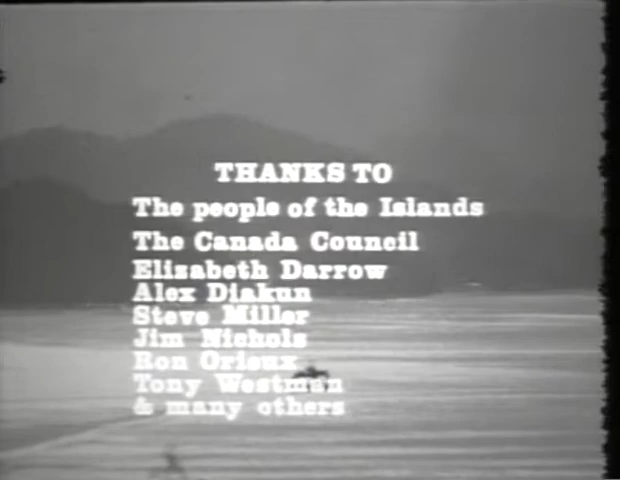 THANKS TO
The people of the Islands
The Canada Council
Elizabeth Darrow
Alex Diakun
Steve Miller
Jim Nichols
Ron Orieux
Tony Westman
& many others